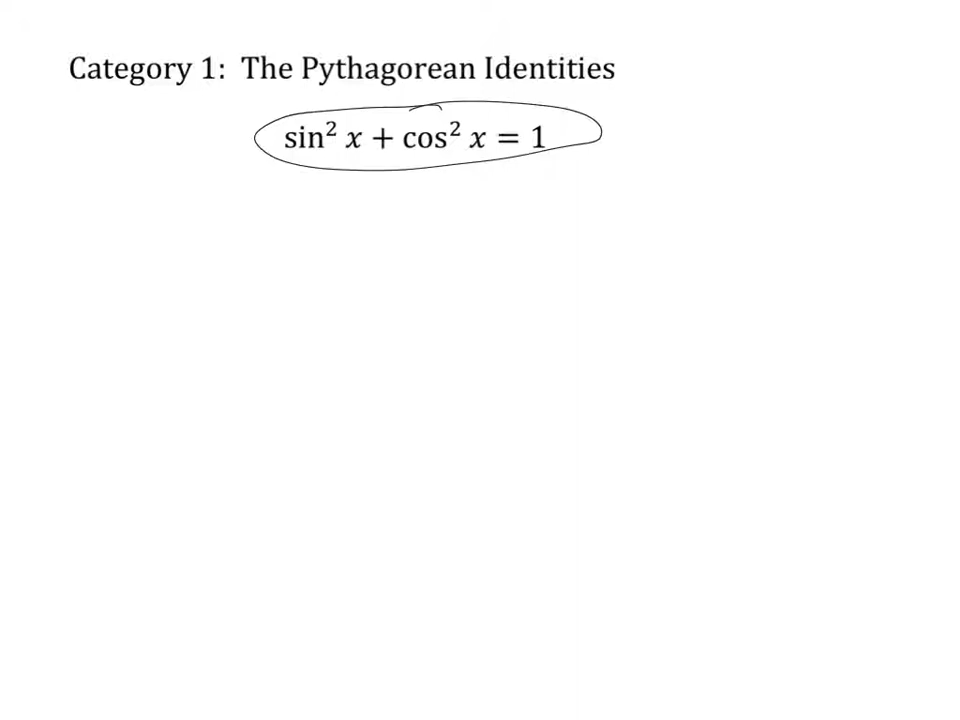 Category 1: The Pythagorean Identities
sin² x + cos² x = 1